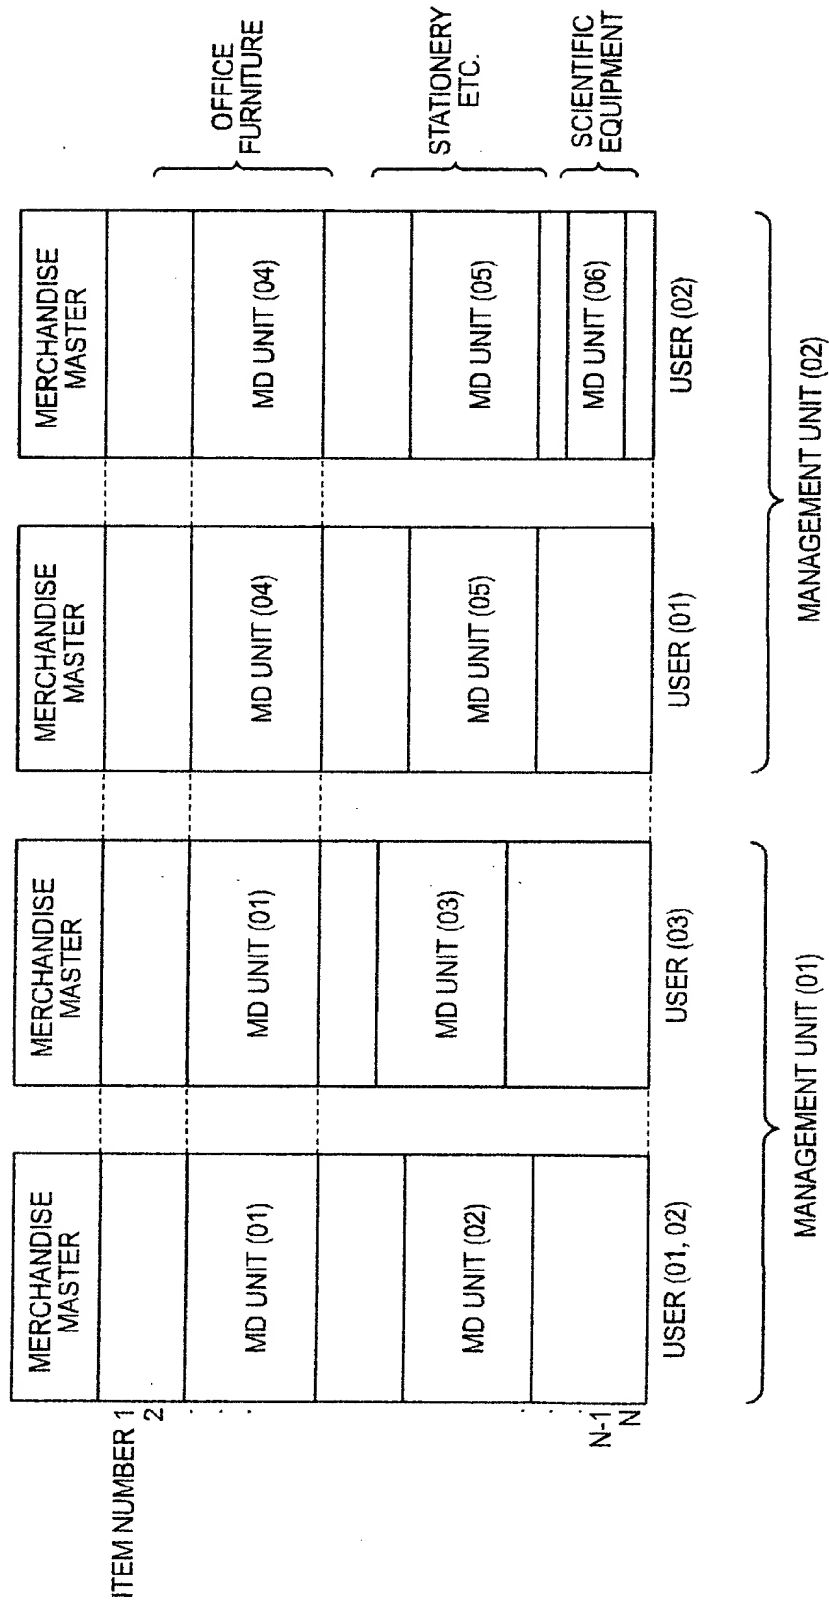 MERCHANDISE
MASTER
MERCHANDISE
MASTER
MERCHANDISE
MASTER
MERCHANDISE
MASTER
ITEM NUMBER 1
2
MD UNIT (01)
MD UNIT (01)
MD UNIT (04)
MD UNIT (04)
OFFICE
FURNITURE
MD UNIT (02)
MD UNIT (03)
MD UNIT (05)
MD UNIT (05)
STATIONERY
ETC.
N-1
N
MD UNIT (06)
SCIENTIFIC
EQUIPMENT
USER (01, 02)
USER (03)
USER (01)
USER (02)
MANAGEMENT UNIT (01)
MANAGEMENT UNIT (02)